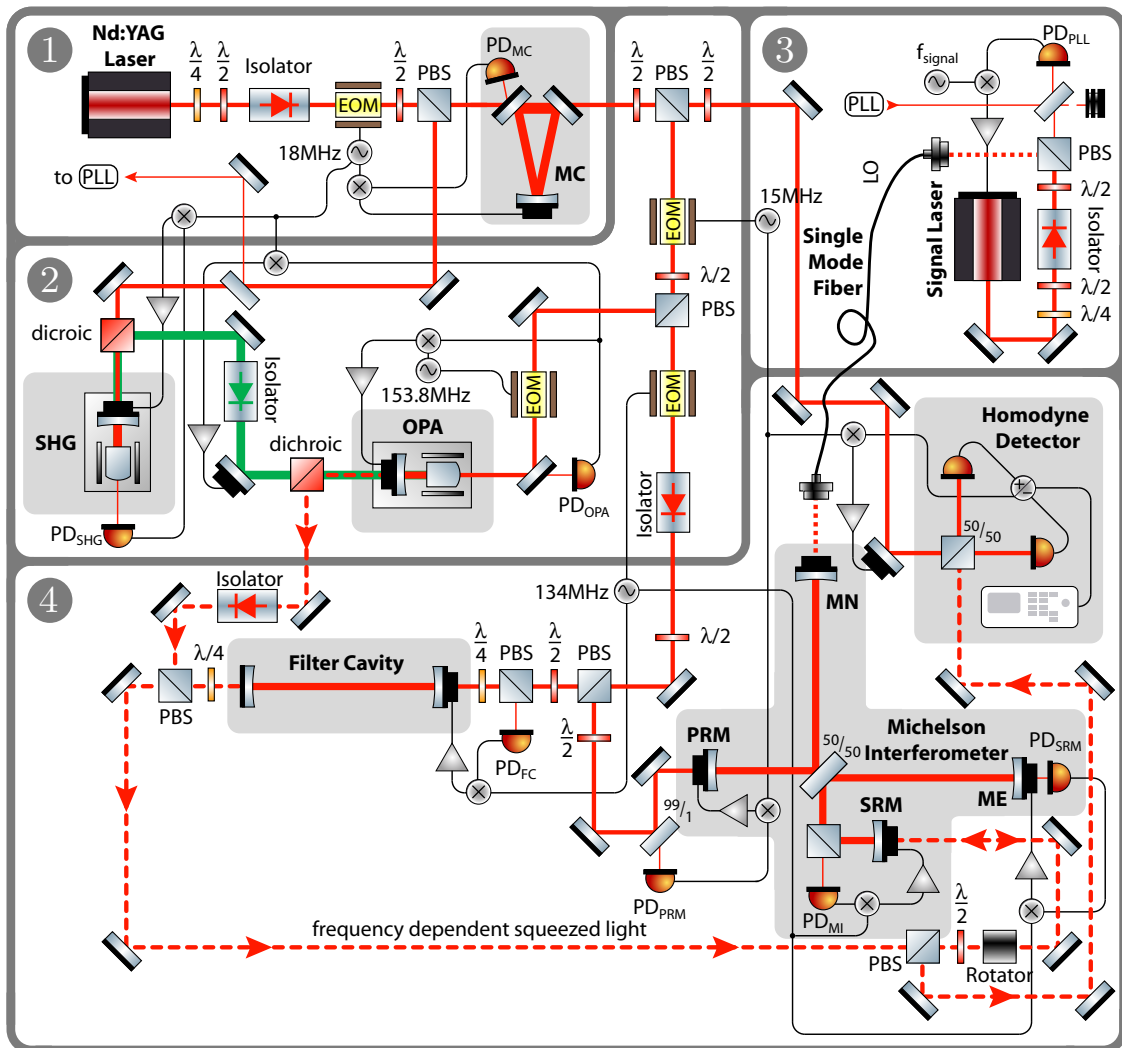 1
Nd:YAG
Laser
λ/4
λ/2
Isolator
EOM
λ/2
PBS
PD_MC
MC
18MHz
to PLL
λ/2
PBS
λ/2
EOM
15MHz
λ/2
PBS
3
f_signal
PD_PLL
PLL
PBS
LO
λ/2
Isolator
λ/2
λ/4
Signal Laser
Single
Mode
Fiber
2
dicroic
Isolator
SHG
PD_SHG
dichroic
153.8MHz
EOM
OPA
PD_OPA
EOM
Isolator
Homodyne
Detector
50/50
+−
4
Isolator
λ/4
PBS
Filter Cavity
λ/4
PBS
λ/2
PBS
λ/2
134MHz
λ/2
PD_FC
MN
PRM
50/50
Michelson
Interferometer
PD_SRM
ME
SRM
99/1
PD_PRM
PD_MI
frequency dependent squeezed light
PBS
λ/2
Rotator